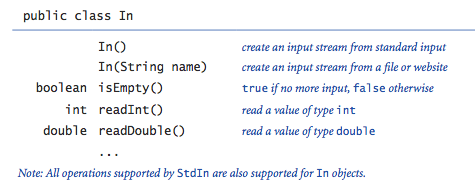 public class In
In() create an input stream from standard input
In(String name) create an input stream from a file or website
boolean isEmpty() true if no more input, false otherwise
int readInt() read a value of type int
double readDouble() read a value of type double
...
Note: All operations supported by StdIn are also supported for In objects.